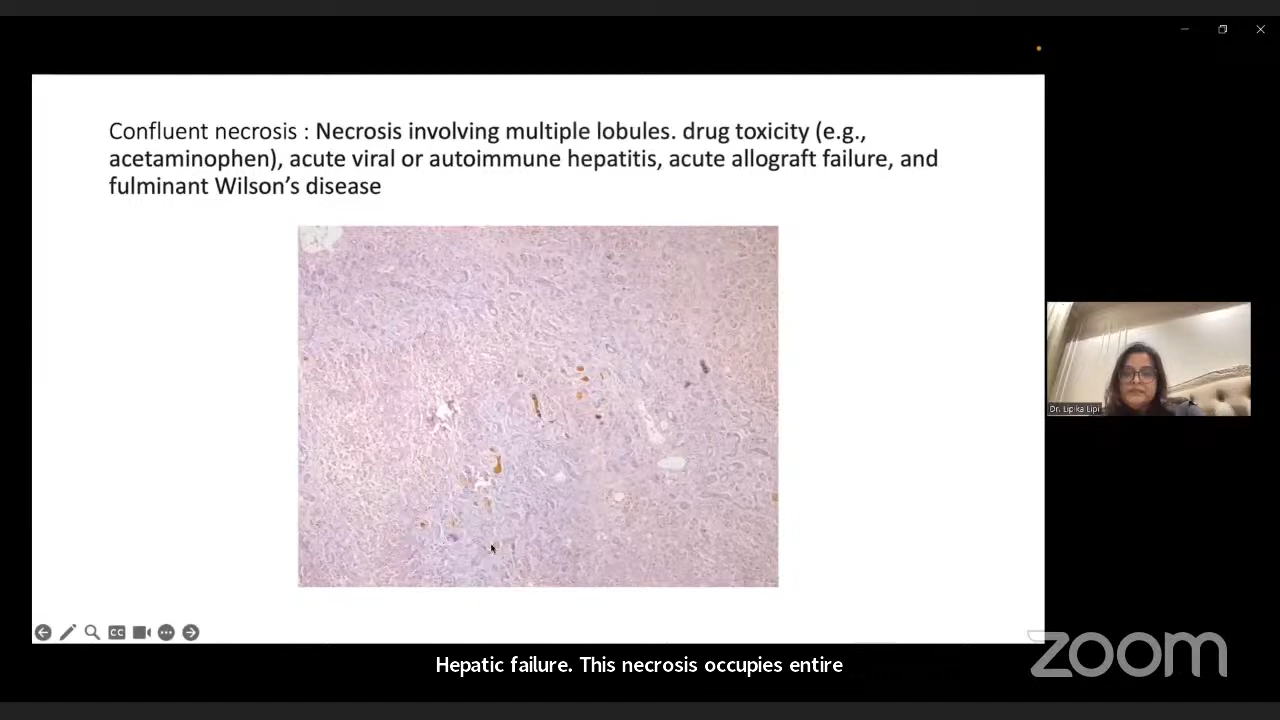 Confluent necrosis : Necrosis involving multiple lobules. drug toxicity (e.g.,
acetaminophen), acute viral or autoimmune hepatitis, acute allograft failure, and
fulminant Wilson’s disease
Dr. Lipika Lipi
CC
Hepatic failure. This necrosis occupies entire
zoom